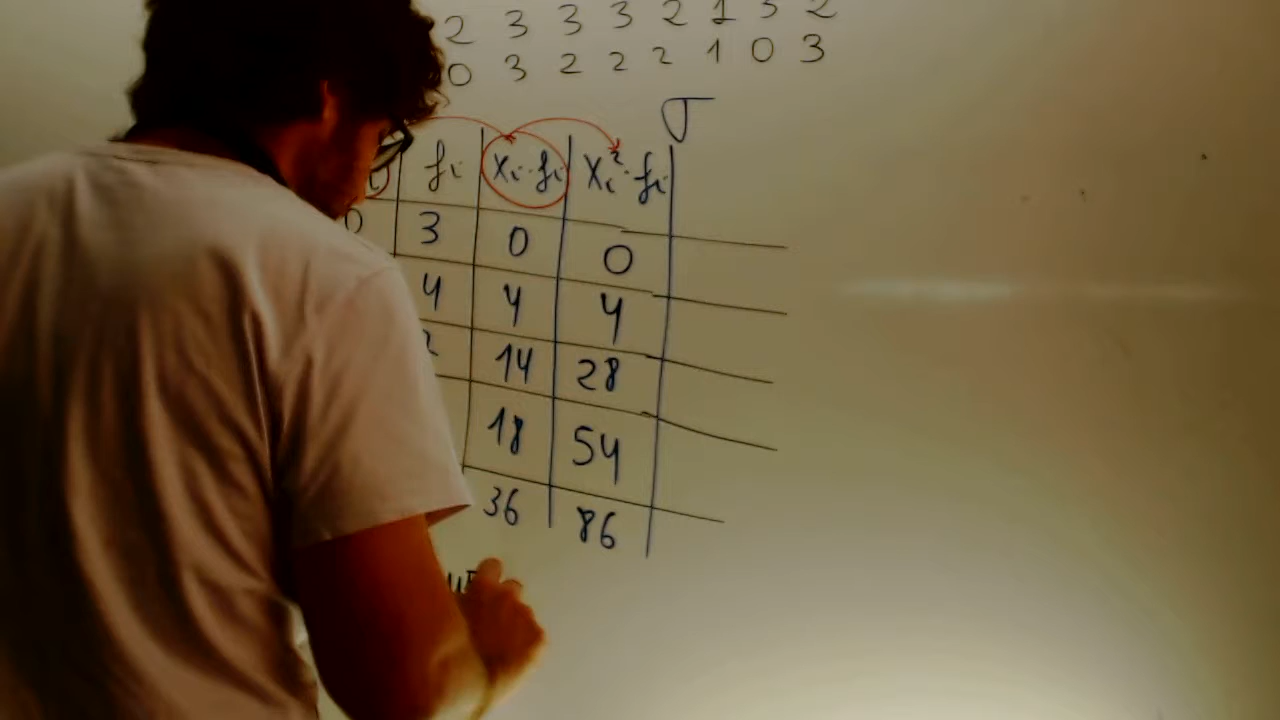 2 3 3 3 2 1 3 2
0 3 2 2 2 1 0 3
σ
fi xi·fi xi²·fi
0 3 0 0
4 4 4
14 28
18 54
36 86